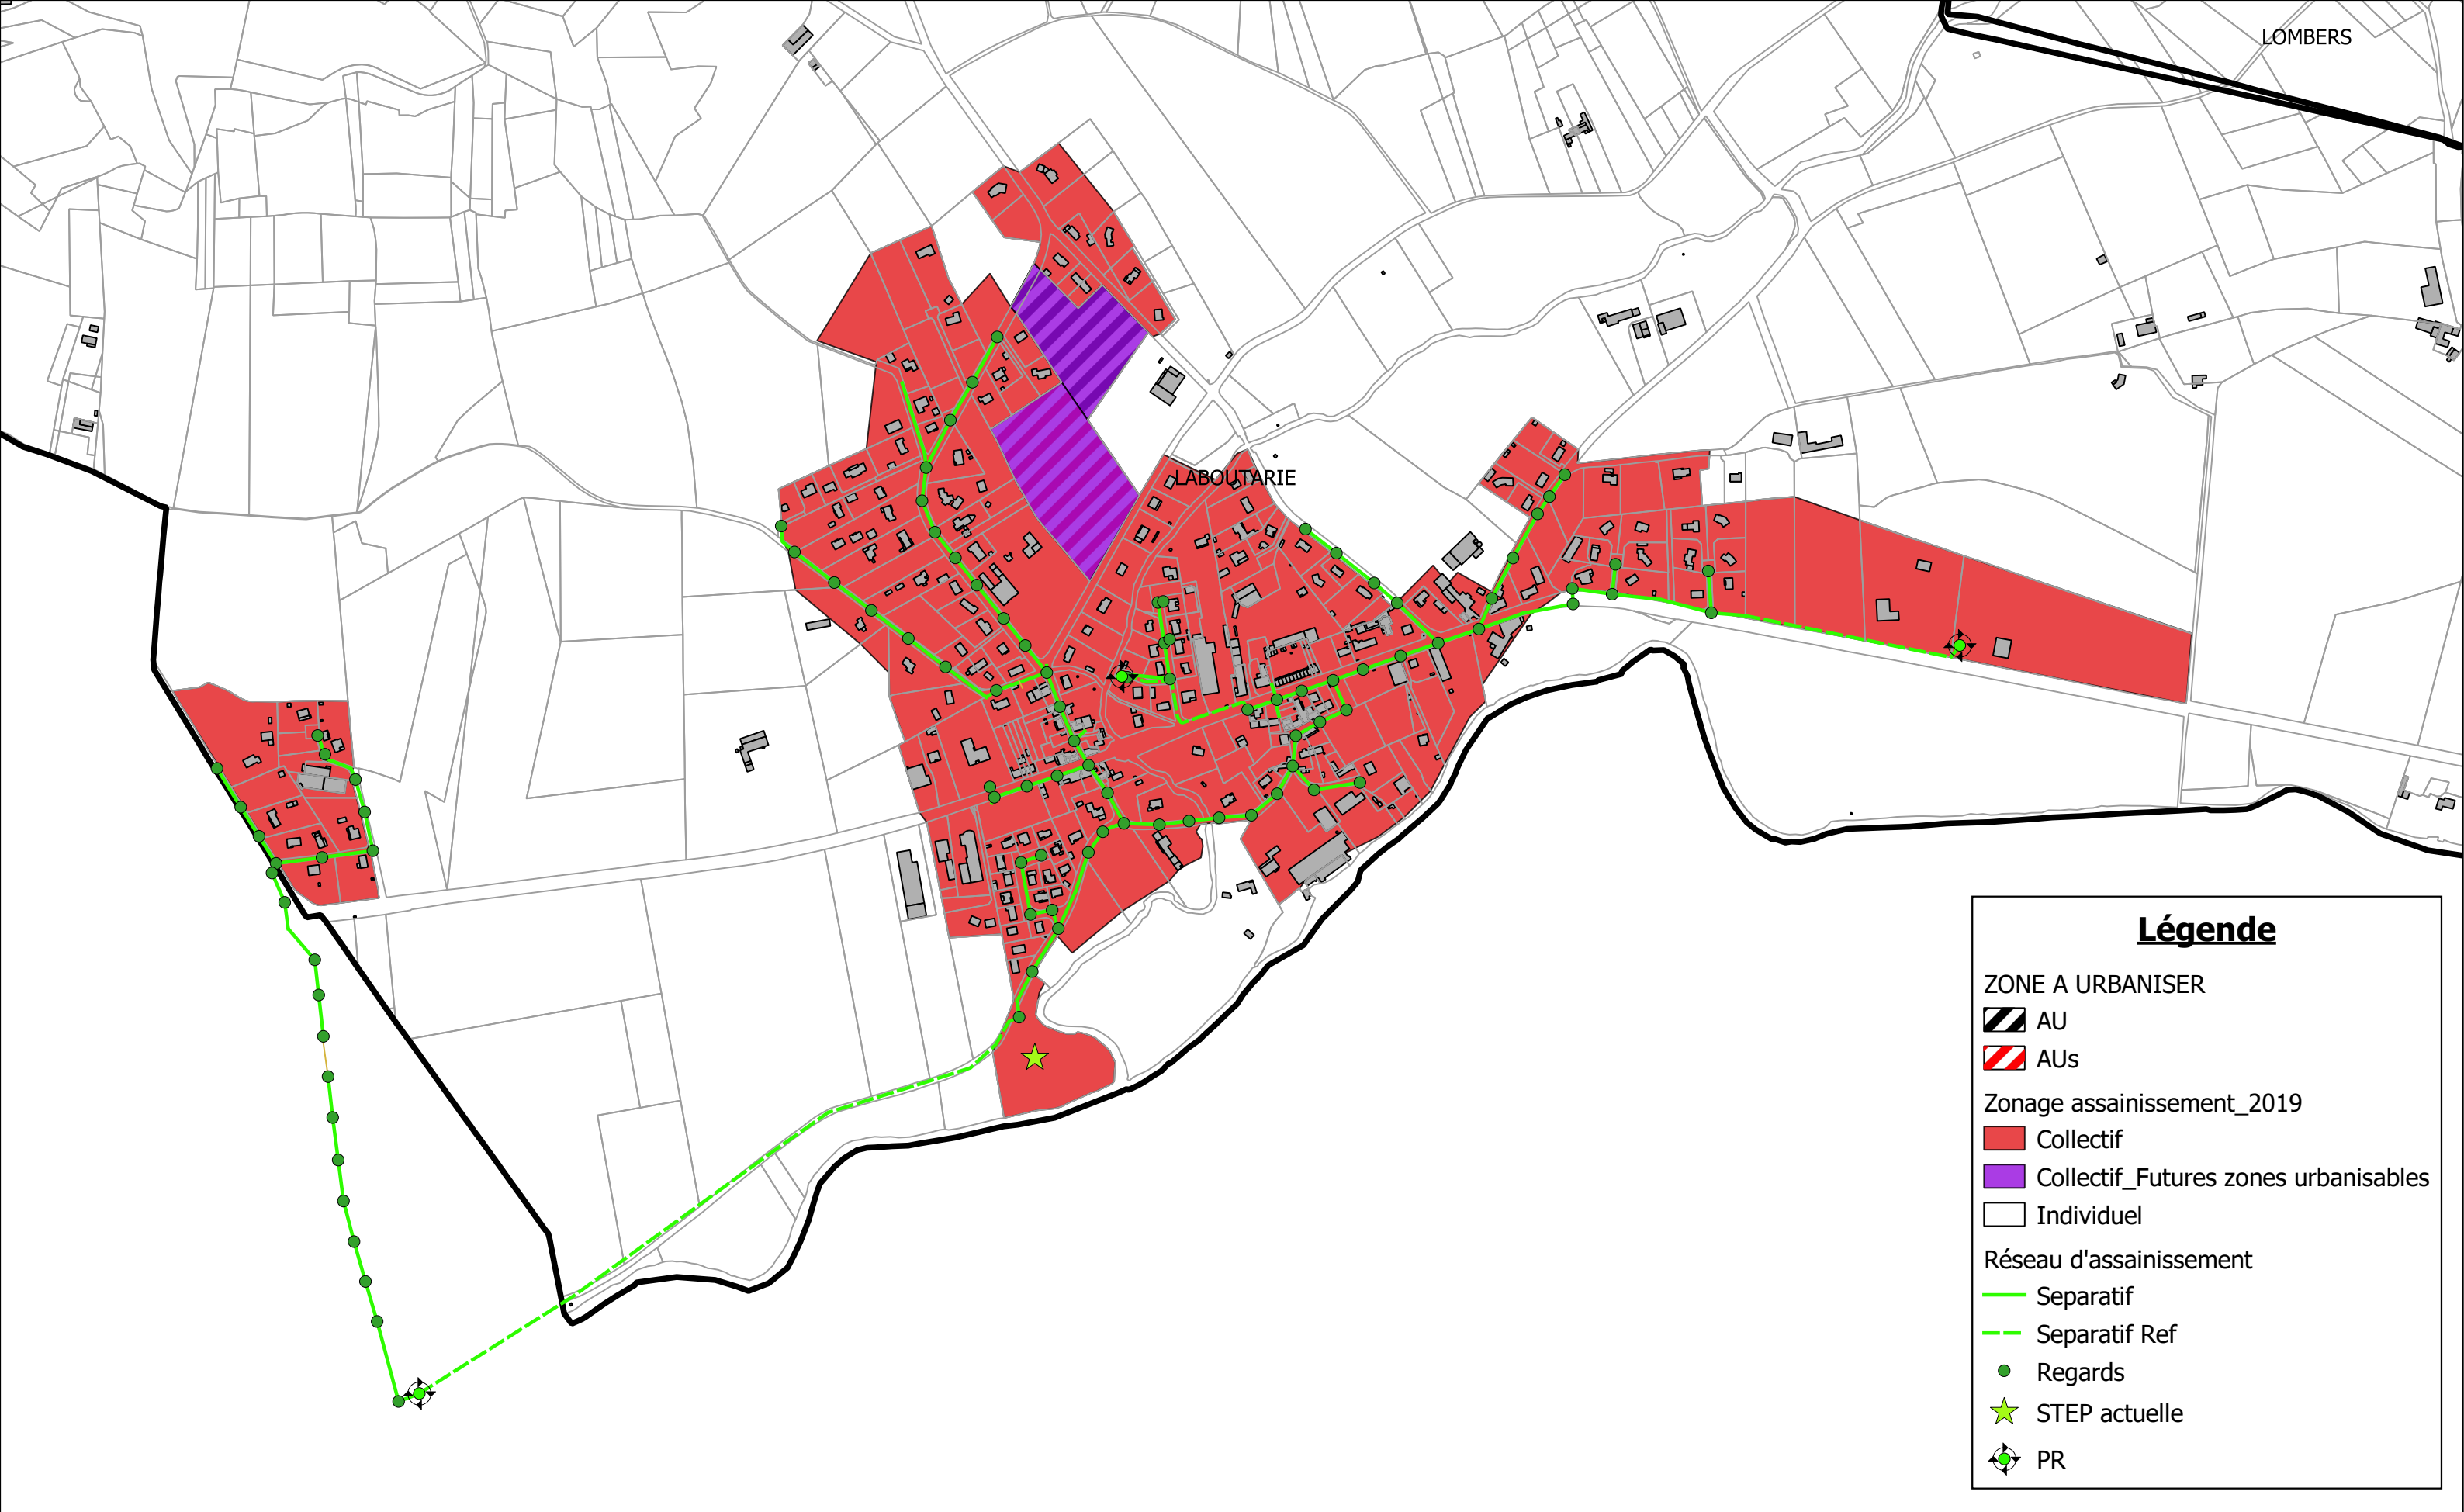 LOMBERS
LABOUTARIE
Légende
ZONE A URBANISER
AU
AUs
Zonage assainissement_2019
Collectif
Collectif_Futures zones urbanisables
Individuel
Réseau d'assainissement
Separatif
Separatif Ref
Regards
STEP actuelle
PR